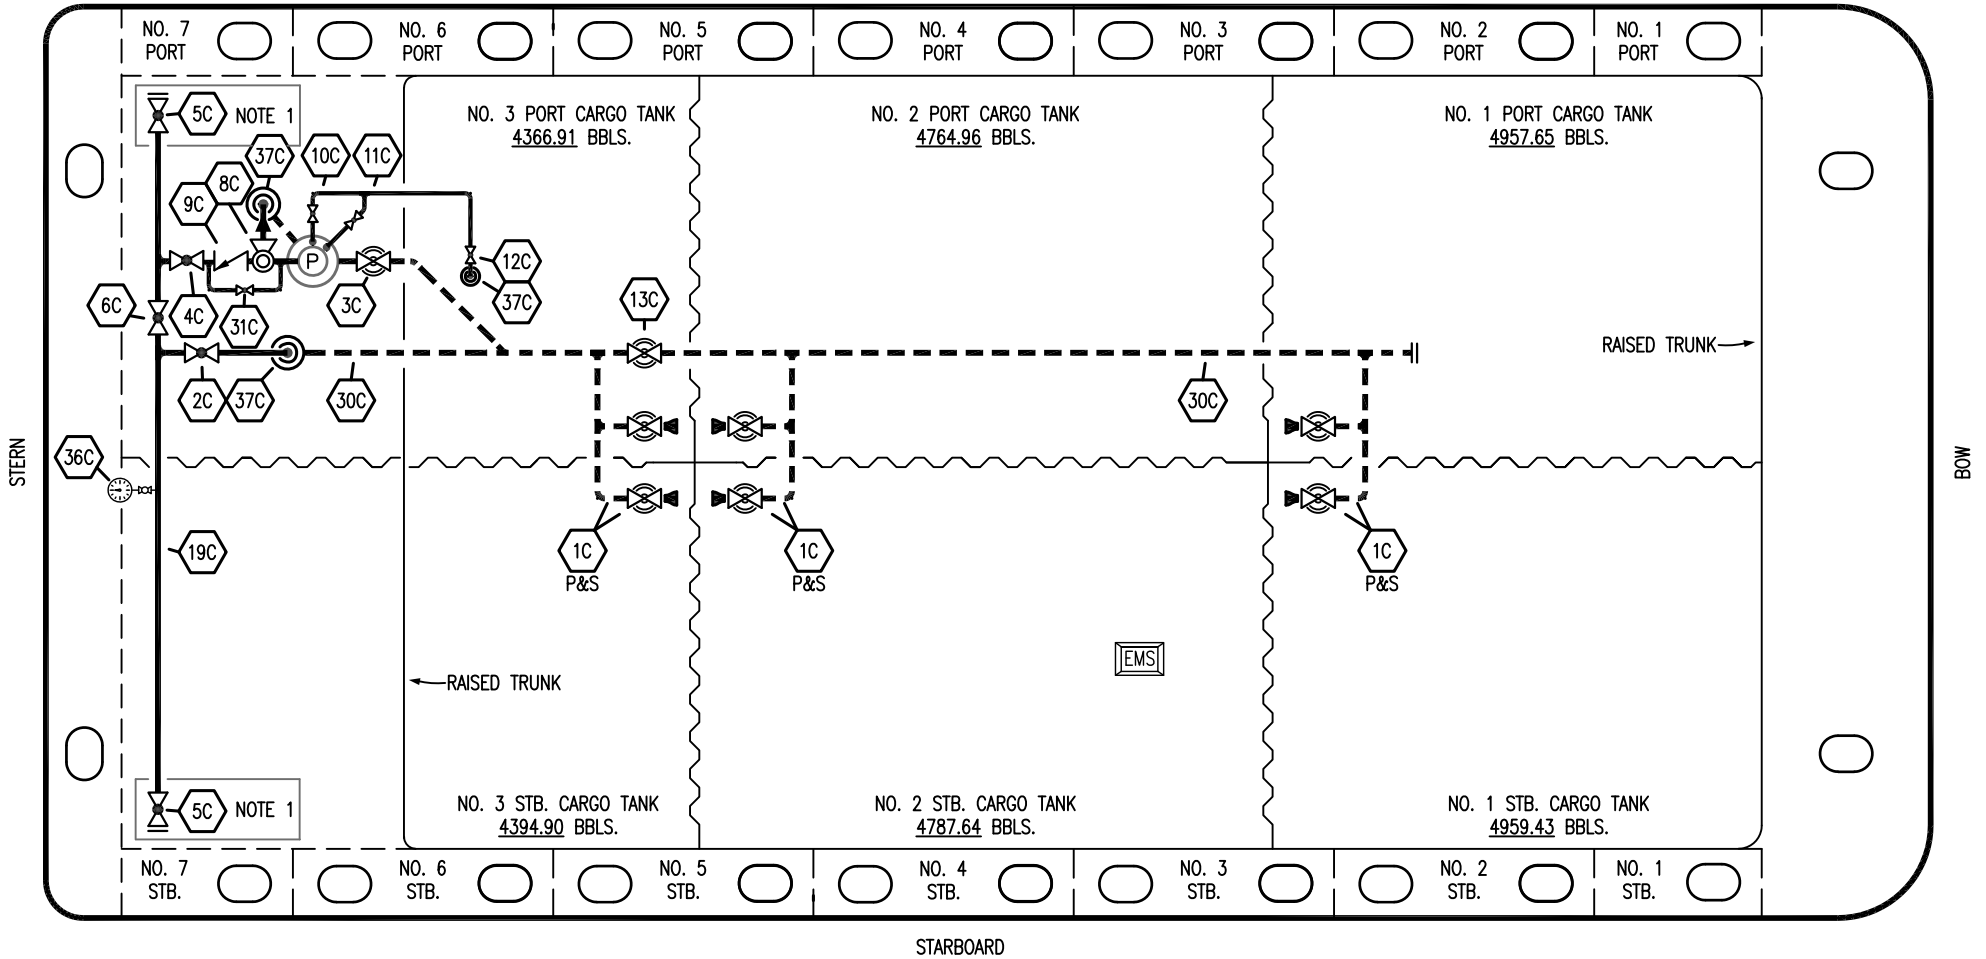 NO. 7
PORT
NO. 6
PORT
NO. 5
PORT
NO. 4
PORT
NO. 3
PORT
NO. 2
PORT
NO. 1
PORT
5C
NOTE 1
NO. 3 PORT CARGO TANK
4366.91 BBLS.
NO. 2 PORT CARGO TANK
4764.96 BBLS.
NO. 1 PORT CARGO TANK
4957.65 BBLS.
37C
10C
11C
8C
9C
P
12C
37C
3C
13C
6C
4C
31C
RAISED TRUNK
2C
37C
30C
30C
STERN
BOW
36C
19C
1C
P&S
1C
P&S
1C
P&S
EMS
RAISED TRUNK
5C
NOTE 1
NO. 3 STB. CARGO TANK
4394.90 BBLS.
NO. 2 STB. CARGO TANK
4787.64 BBLS.
NO. 1 STB. CARGO TANK
4959.43 BBLS.
NO. 7
STB.
NO. 6
STB.
NO. 5
STB.
NO. 4
STB.
NO. 3
STB.
NO. 2
STB.
NO. 1
STB.
STARBOARD